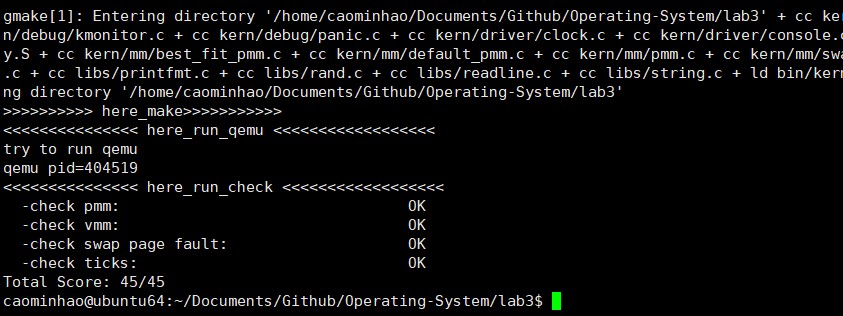 gmake[1]: Entering directory '/home/caominhao/Documents/Github/Operating-System/lab3' + cc ker
n/debug/kmonitor.c + cc kern/debug/panic.c + cc kern/driver/clock.c + cc kern/driver/console.c
y.S + cc kern/mm/best_fit_pmm.c + cc kern/mm/default_pmm.c + cc kern/mm/pmm.c + cc kern/mm/swa
.c + cc libs/printfmt.c + cc libs/rand.c + cc libs/readline.c + cc libs/string.c + ld bin/kern
ng directory '/home/caominhao/Documents/Github/Operating-System/lab3'
>>>>>>>>>> here_make>>>>>>>>>>>
<<<<<<<<<<<<<<< here_run_qemu <<<<<<<<<<<<<<<<<<
try to run qemu
qemu pid=404519
<<<<<<<<<<<<<<< here_run_check <<<<<<<<<<<<<<<<<<
-check pmm: OK
-check vmm: OK
-check swap page fault: OK
-check ticks: OK
Total Score: 45/45
caominhao@ubuntu64:~/Documents/Github/Operating-System/lab3$